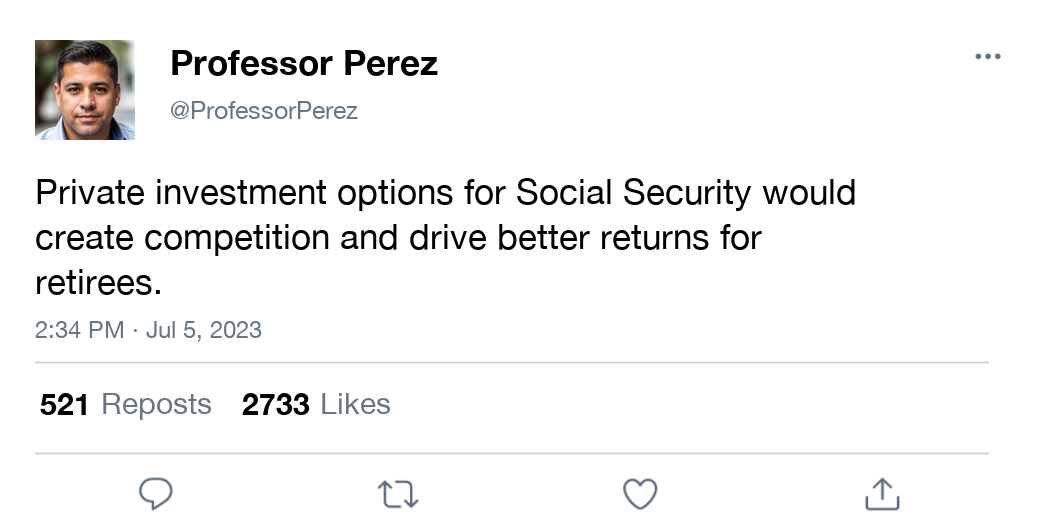 Professor Perez
@ProfessorPerez
Private investment options for Social Security would
create competition and drive better returns for
retirees.
2:34 PM · Jul 5, 2023
521 Reposts 2733 Likes